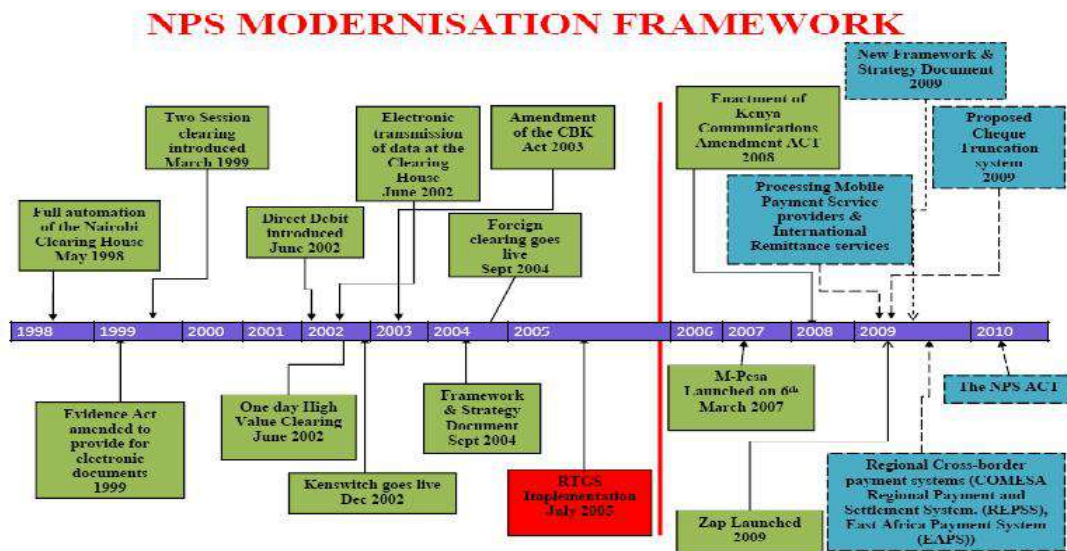 NPS MODERNISATION FRAMEWORK
Two Session
clearing
introduced
March 1999
Electronic
transmission
of data at the
Clearing
House
June 2002
Amendment
of the CBK
Act 2003
Enactment of
Kenya
Communications
Amendment ACT
2008
New Framework &
Strategy Document
2009
Proposed
Cheque
Truncation
system
2009
Full automation
of the Nairobi
Clearing House
May 1998
Direct Debit
introduced
June 2002
Foreign
clearing goes
live
Sept 2004
Processing Mobile
Payment Service
providers &
International
Remittance services
1998 1999 2000 2001 2002 2003 2004 2005 2006 2007 2008 2009 2010
Evidence Act
amended to
provide for
electronic
documents
1999
One day High
Value Clearing
June 2002
Kenswitch goes live
Dec 2002
Framework
& Strategy
Document
Sept 2004
RTGS
Implementation
July 2005
M-Pesa
Launched on 6th
March 2007
Zap Launched
2009
The NPS ACT
Regional Cross-border
payment systems (COMESA
Regional Payment and
Settlement System. (REPSS),
East Africa Payment System
(EAPS))